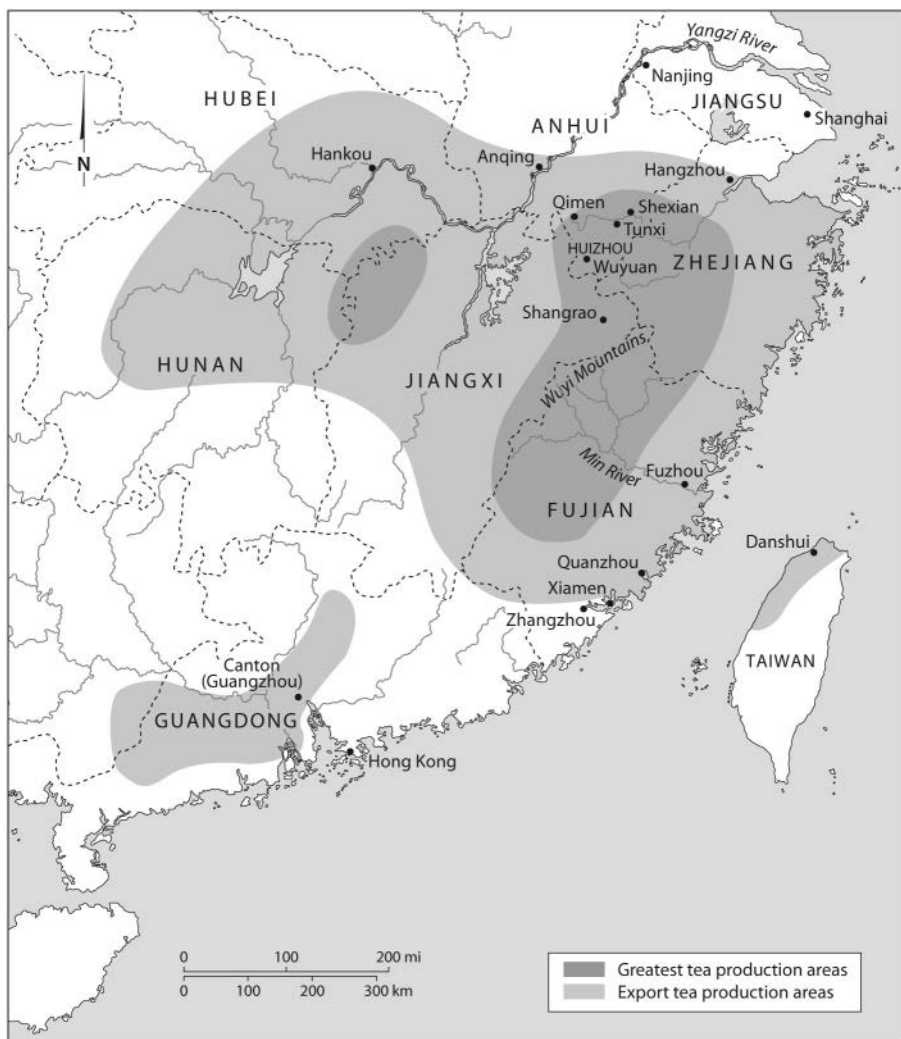 Yangzi River
Nanjing
HUBEI
JIANGSU
Shanghai
ANHUI
N
Hankou
Anqing
Hangzhou
Qimen
Shexian
Tunxi
HUIZHOU
Wuyuan
ZHEJIANG
Shangrao
HUNAN
JIANGXI
Wuyi Mountains
Min River
Fuzhou
FUJIAN
Danshui
Quanzhou
Xiamen
Zhangzhou
TAIWAN
Canton
(Guangzhou)
GUANGDONG
Hong Kong
0 100 200 mi
0 100 200 300 km
Greatest tea production areas
Export tea production areas